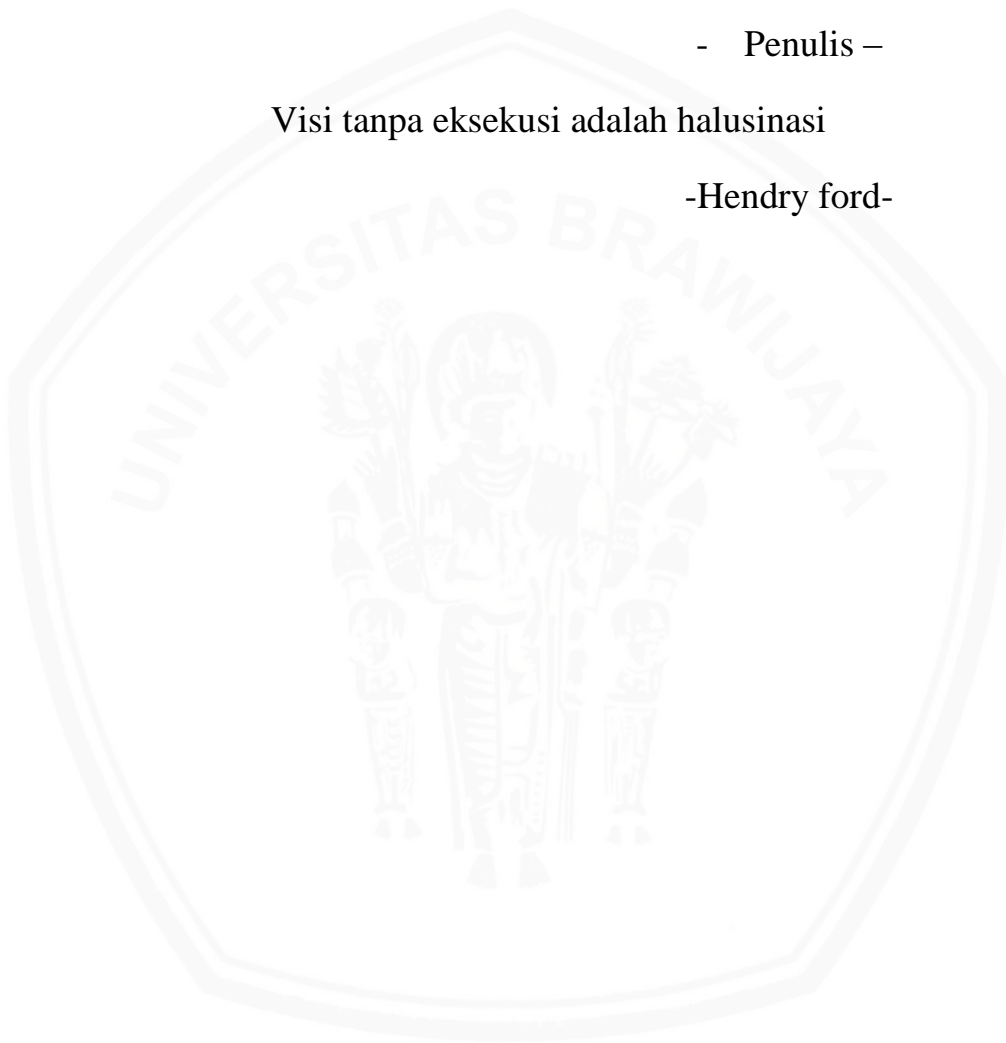 - Penulis –
Visi tanpa eksekusi adalah halusinasi
-Hendry ford-
UNIVERSITAS BRAWIJAYA